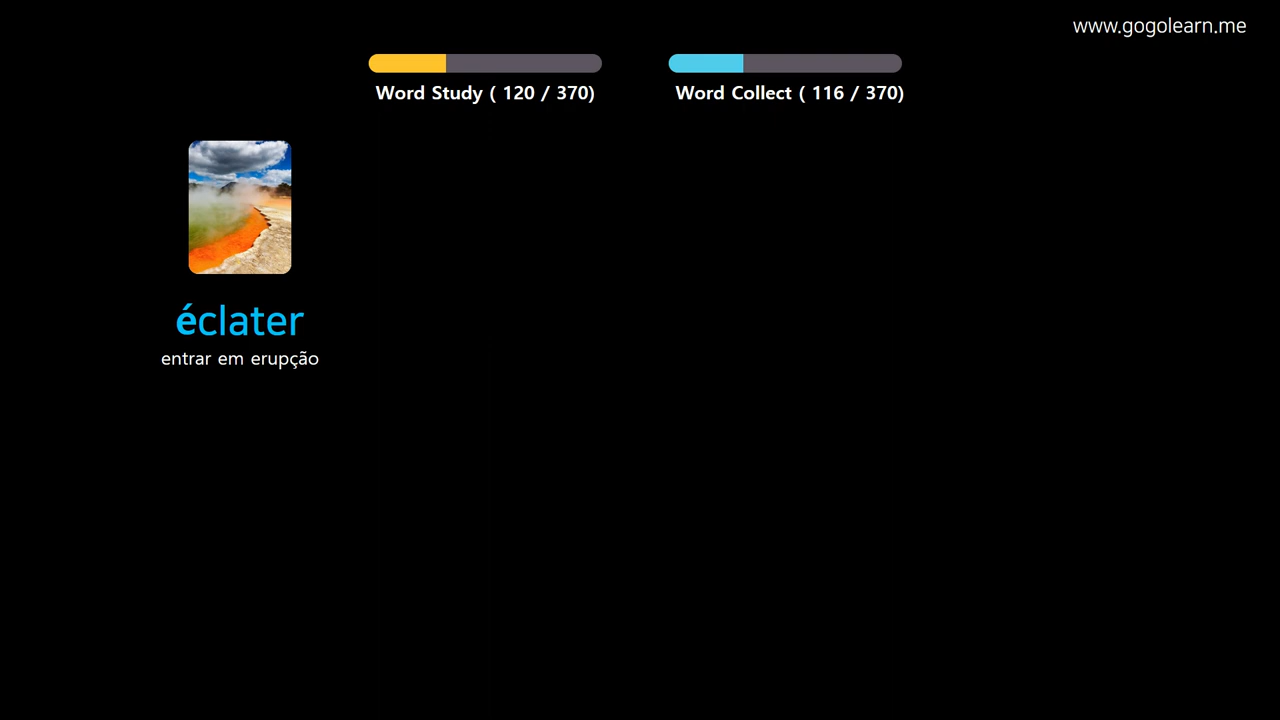 www.gogolearn.me
Word Study ( 120 / 370)
Word Collect ( 116 / 370)
éclater
entrar em erupção